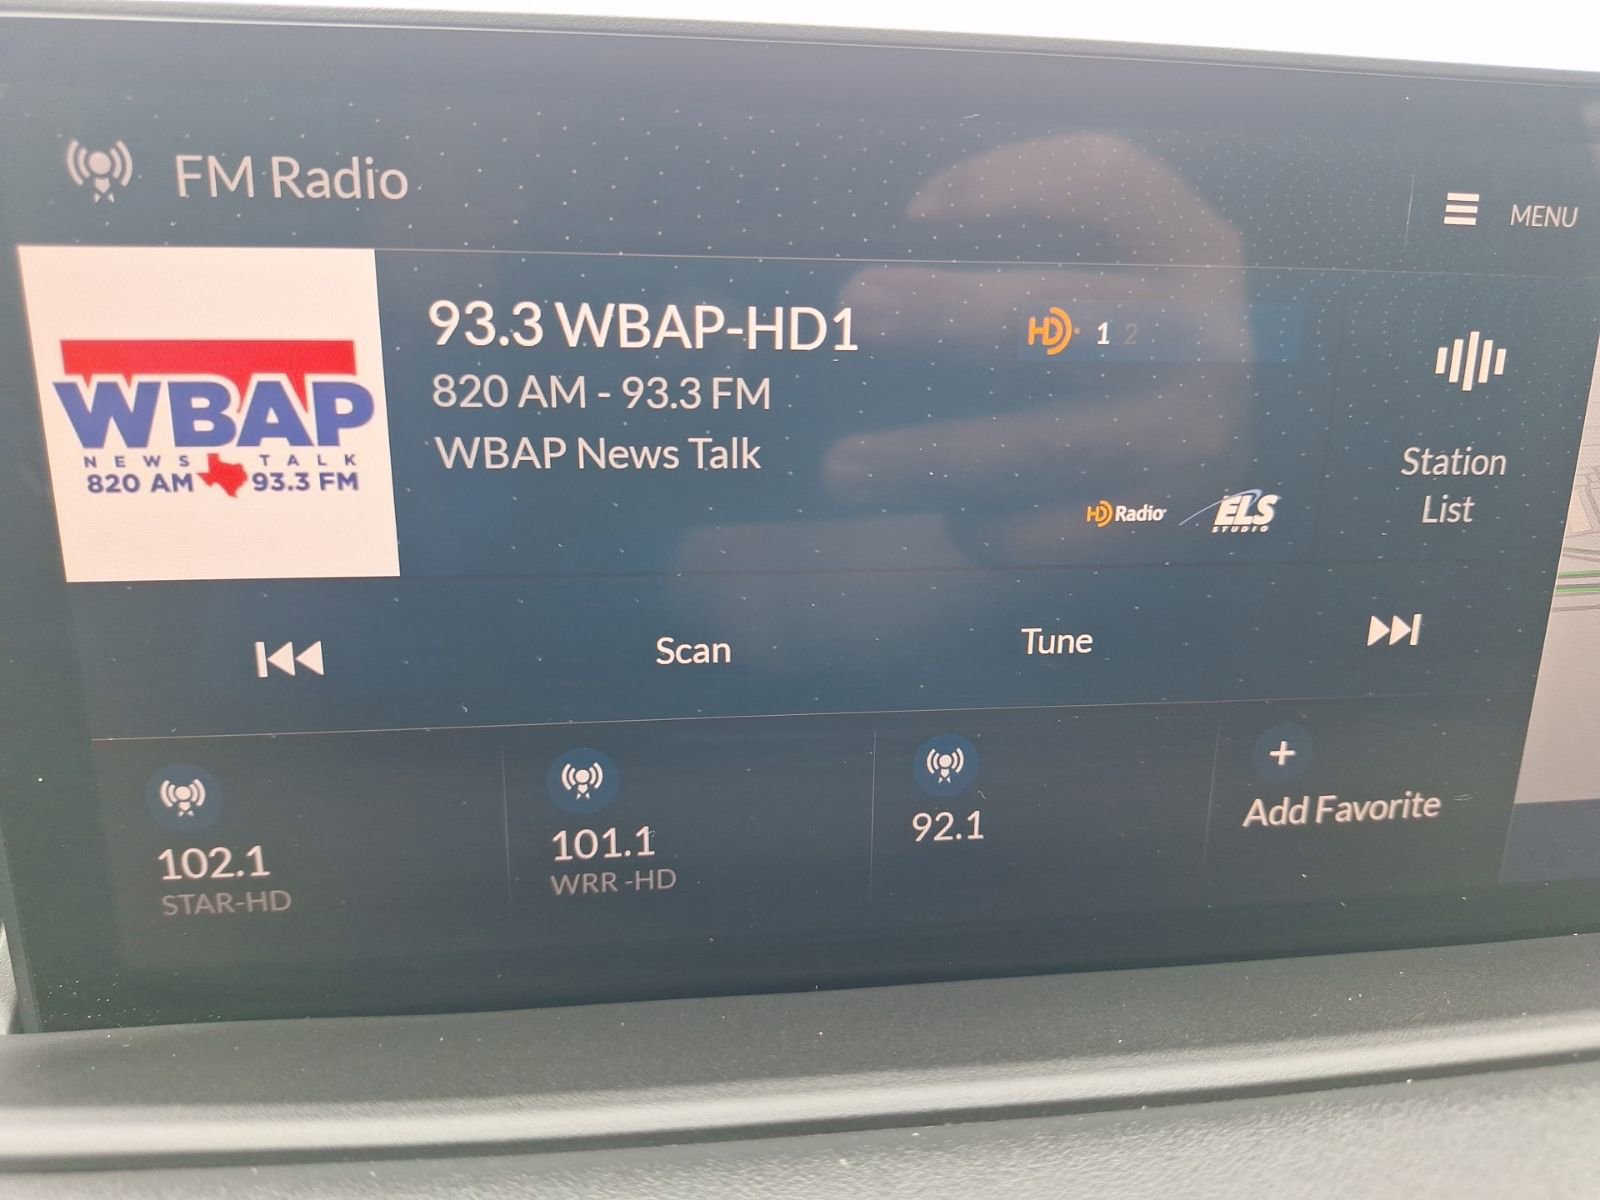 FM Radio
MENU
WBAP
NEWS TALK
820 AM 93.3 FM
93.3 WBAP-HD1
HD 1 2
820 AM - 93.3 FM
WBAP News Talk
HD Radio
ELS
STUDIO
Station
List
Scan
Tune
102.1
STAR-HD
101.1
WRR -HD
92.1
+
Add Favorite